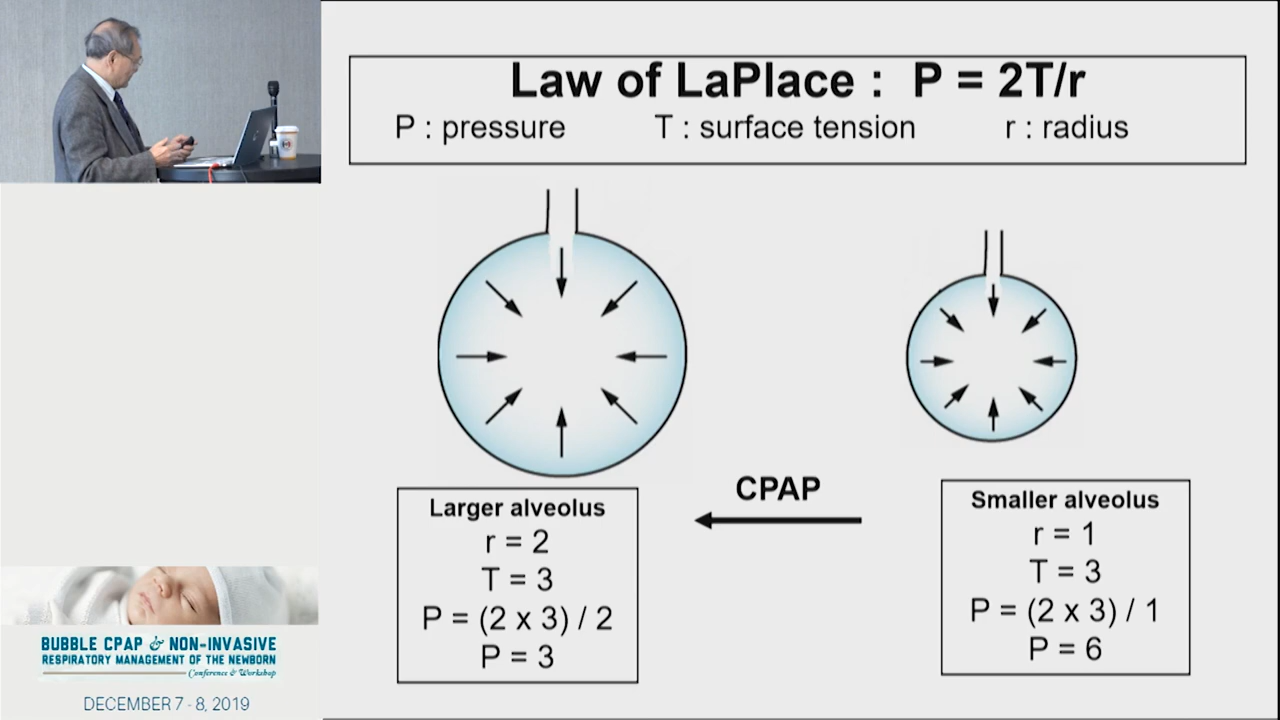 Law of LaPlace : P = 2T/r
P : pressure T : surface tension r : radius
CPAP
Larger alveolus
r = 2
T = 3
P = (2 x 3) / 2
P = 3
Smaller alveolus
r = 1
T = 3
P = (2 x 3) / 1
P = 6
BUBBLE CPAP & NON-INVASIVE
RESPIRATORY MANAGEMENT OF THE NEWBORN
Conference & Workshop
DECEMBER 7 - 8, 2019